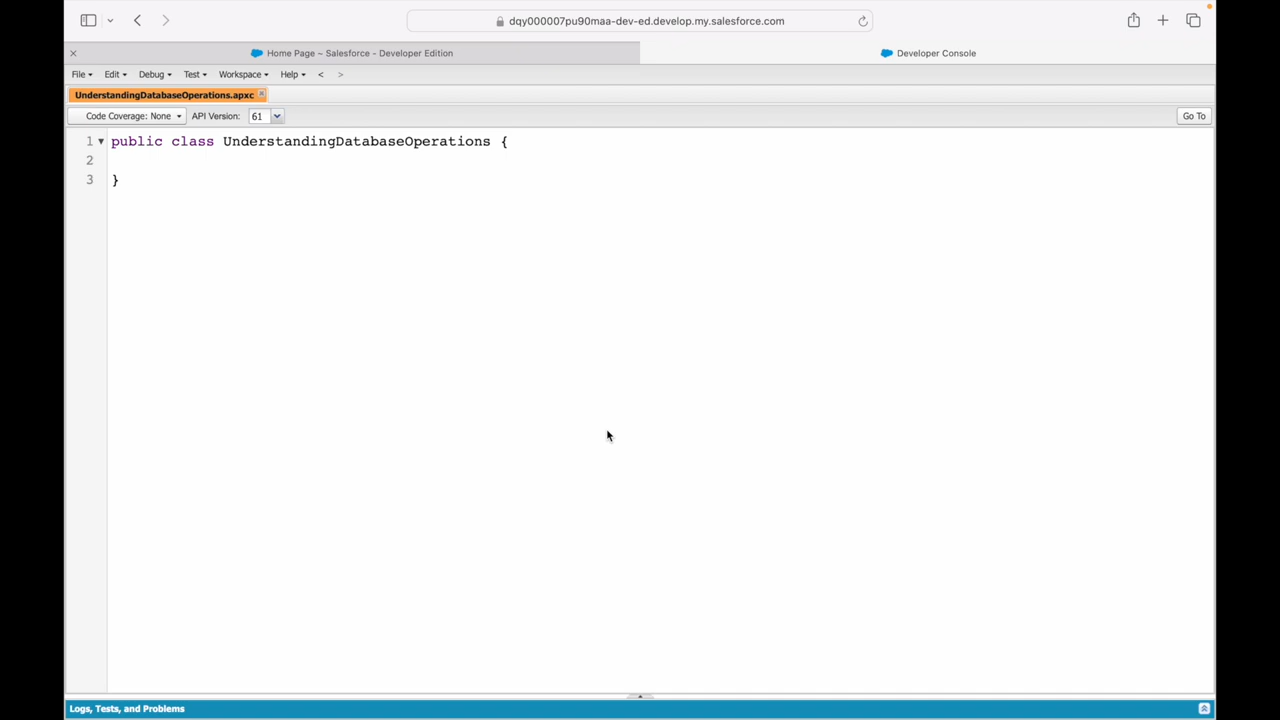 dqy000007pu90maa-dev-ed.develop.my.salesforce.com
Home Page ~ Salesforce - Developer Edition
Developer Console
File Edit Debug Test Workspace Help < >
UnderstandingDatabaseOperations.apxc
Code Coverage: None API Version: 61 Go To
1 public class UnderstandingDatabaseOperations {
2
3 }
Logs, Tests, and Problems